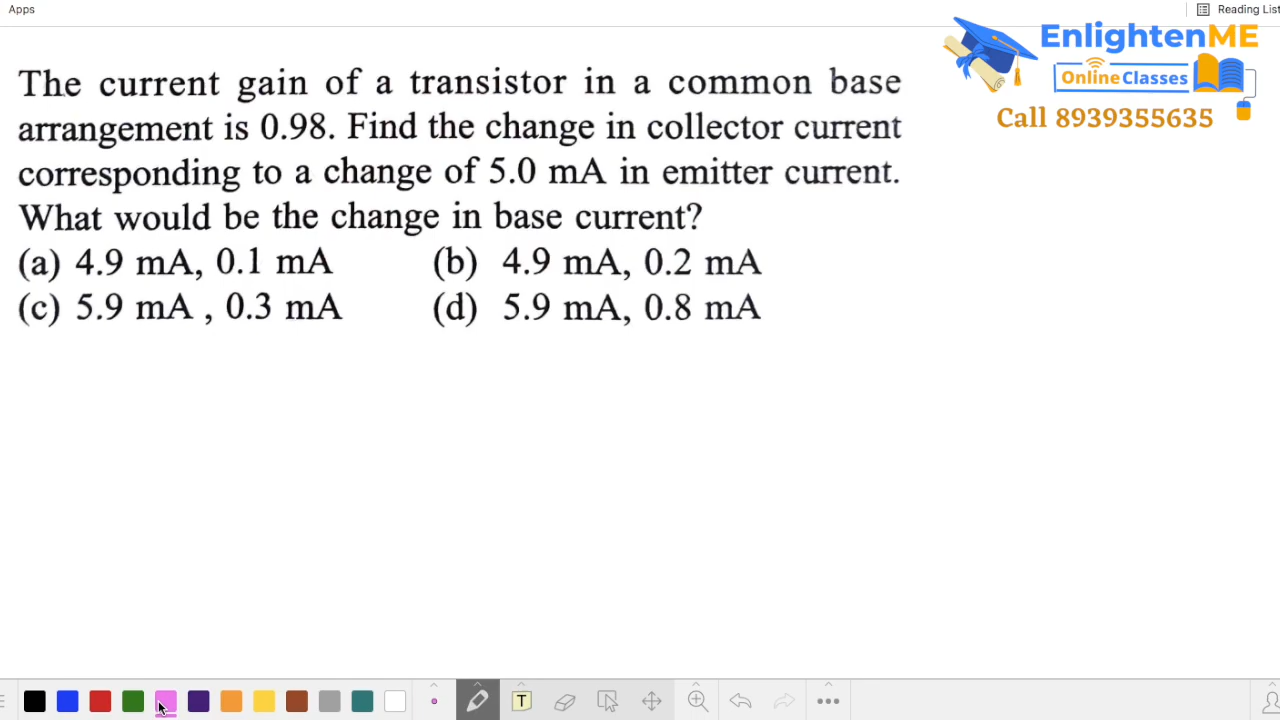 Apps
Reading List
EnlightenME
Online Classes
Call 8939355635
The current gain of a transistor in a common base
arrangement is 0.98. Find the change in collector current
corresponding to a change of 5.0 mA in emitter current.
What would be the change in base current?
(a) 4.9 mA, 0.1 mA (b) 4.9 mA, 0.2 mA
(c) 5.9 mA , 0.3 mA (d) 5.9 mA, 0.8 mA
T